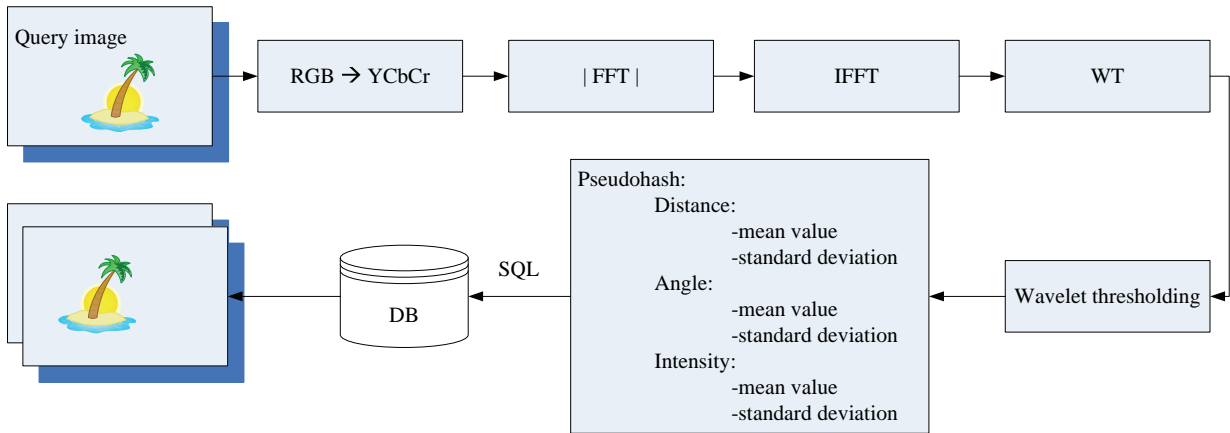 Query image
RGB → YCbCr
| FFT |
IFFT
WT
Pseudohash:
Distance:
-mean value
-standard deviation
Angle:
-mean value
-standard deviation
Intensity:
-mean value
-standard deviation
Wavelet thresholding
SQL
DB